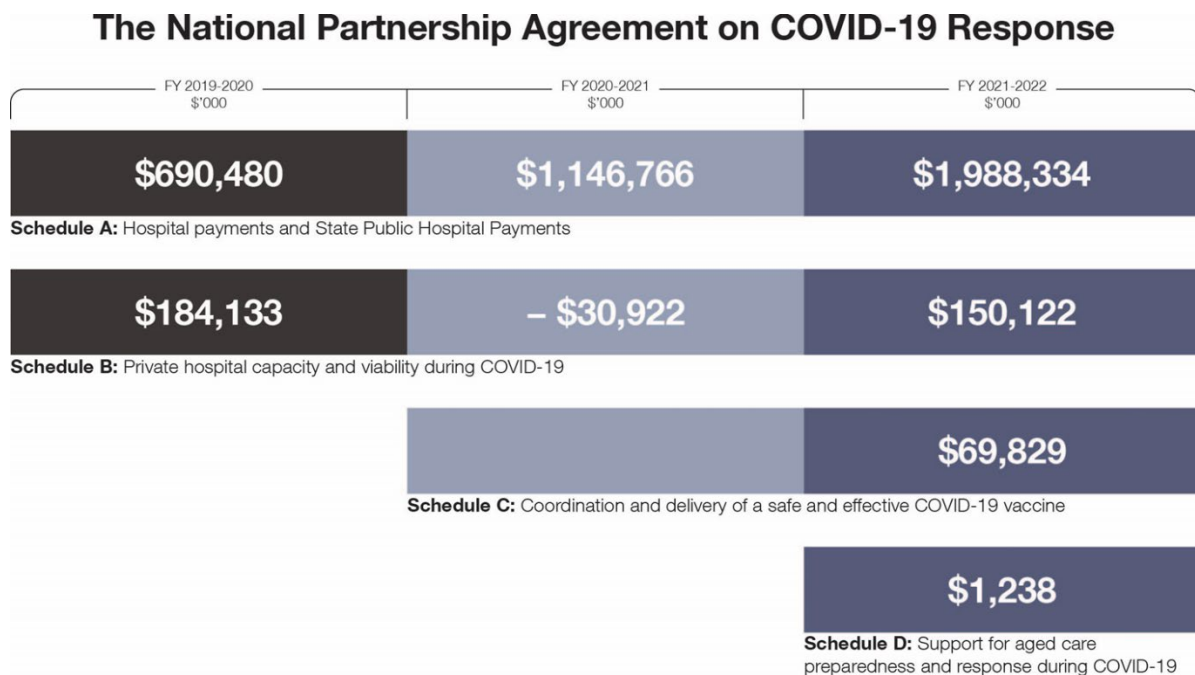 The National Partnership Agreement on COVID-19 Response
FY 2019-2020
$'000
FY 2020-2021
$'000
FY 2021-2022
$'000
$690,480
$1,146,766
$1,988,334
Schedule A: Hospital payments and State Public Hospital Payments
$184,133
– $30,922
$150,122
Schedule B: Private hospital capacity and viability during COVID-19
$69,829
Schedule C: Coordination and delivery of a safe and effective COVID-19 vaccine
$1,238
Schedule D: Support for aged care
preparedness and response during COVID-19